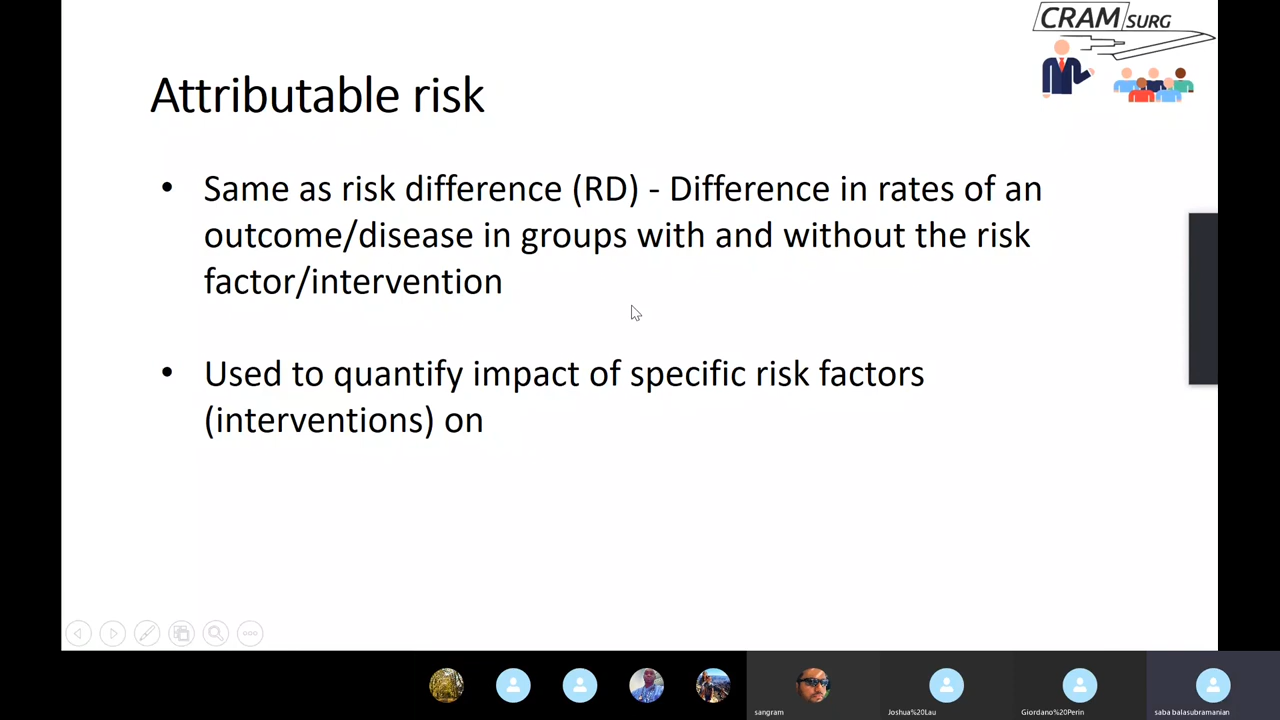 CRAM SURG
Attributable risk
• Same as risk difference (RD) - Difference in rates of an
outcome/disease in groups with and without the risk
factor/intervention
• Used to quantify impact of specific risk factors
(interventions) on
sangram
Joshua%20Lau
Giordano%20Perin
saba balasubramanian